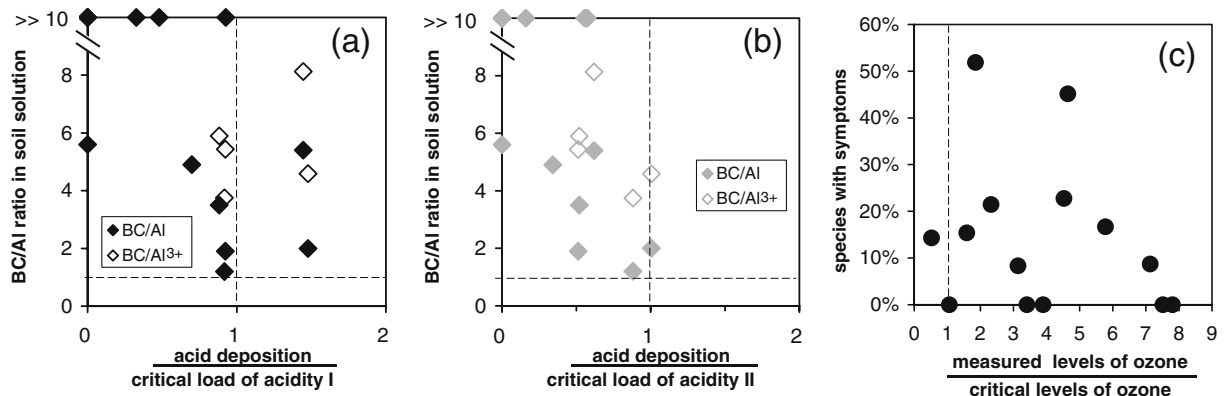 >> 10
8
6
4
2
0
BC/Al ratio in soil solution
(a)
BC/Al
BC/Al3+
0 1 2
acid deposition
critical load of acidity I
>> 10
8
6
4
2
0
BC/Al ratio in soil solution
(b)
BC/Al
BC/Al3+
0 1 2
acid deposition
critical load of acidity II
60%
50%
40%
30%
20%
10%
0%
species with symptoms
(c)
0 1 2 3 4 5 6 7 8 9
measured levels of ozone
critical levels of ozone